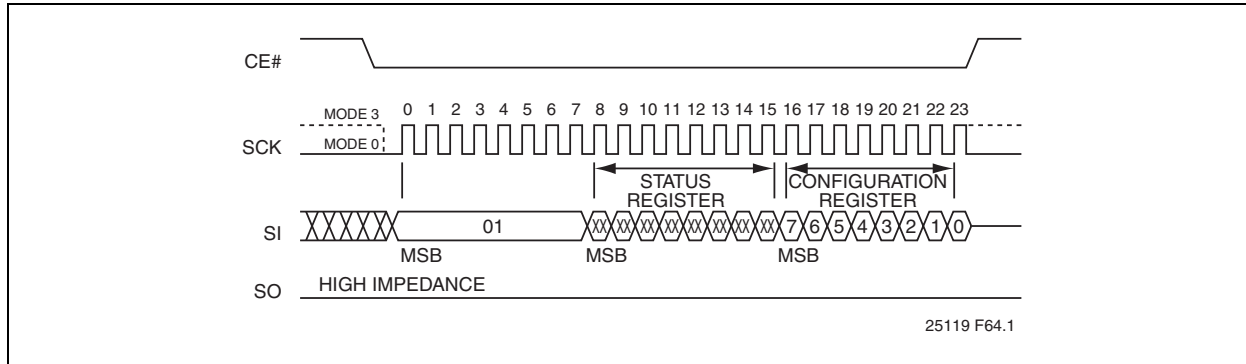 CE#
MODE 3 0 1 2 3 4 5 6 7 8 9 10 11 12 13 14 15 16 17 18 19 20 21 22 23
SCK MODE 0
STATUS REGISTER
CONFIGURATION REGISTER
SI 01 XX XX XX XX XX XX XX XX 7 6 5 4 3 2 1 0
MSB MSB MSB
SO HIGH IMPEDANCE
25119 F64.1